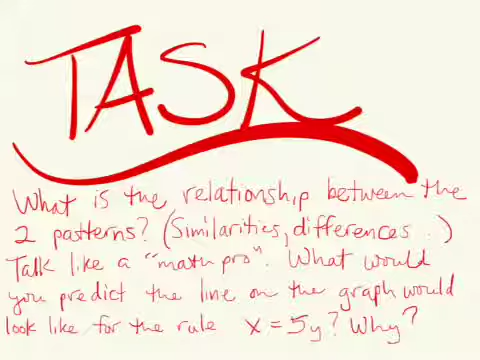 TASK
What is the relationship between the
2 patterns? (Similarities, differences..)
Talk like a "math pro". What would
you predict the line on the graph would
look like for the rule x = 5y? Why?